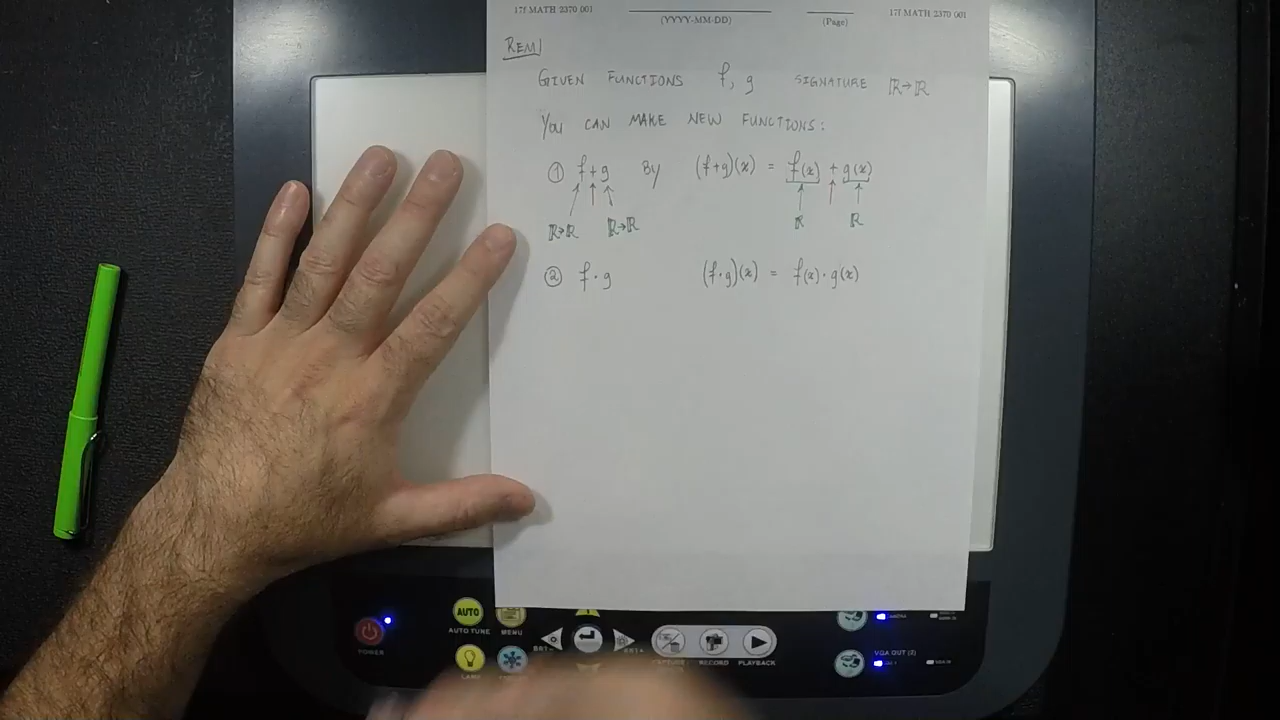 17f MATH 2370 001 (YYYY-MM-DD) (Page) 17f MATH 2370 001
REM|
GIVEN FUNCTIONS f, g SIGNATURE ℝ→ℝ
YOU CAN MAKE NEW FUNCTIONS:
① f+g BY (f+g)(x) = f(x) + g(x)
ℝ→ℝ ℝ→ℝ ℝ ℝ
② f·g (f·g)(x) = f(x)·g(x)
AUTO
AUTO TUNE MENU
POWER
RECORD PLAYBACK
VGA OUT (2)